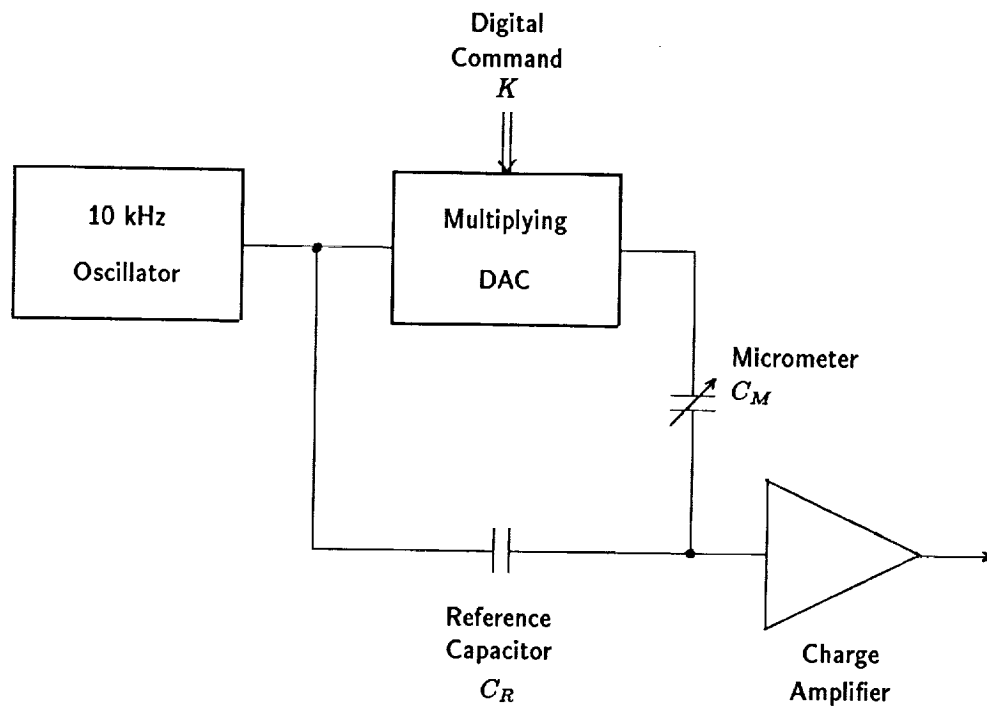 Digital
Command
K
10 kHz
Oscillator
Multiplying
DAC
Micrometer
C_M
Reference
Capacitor
C_R
Charge
Amplifier